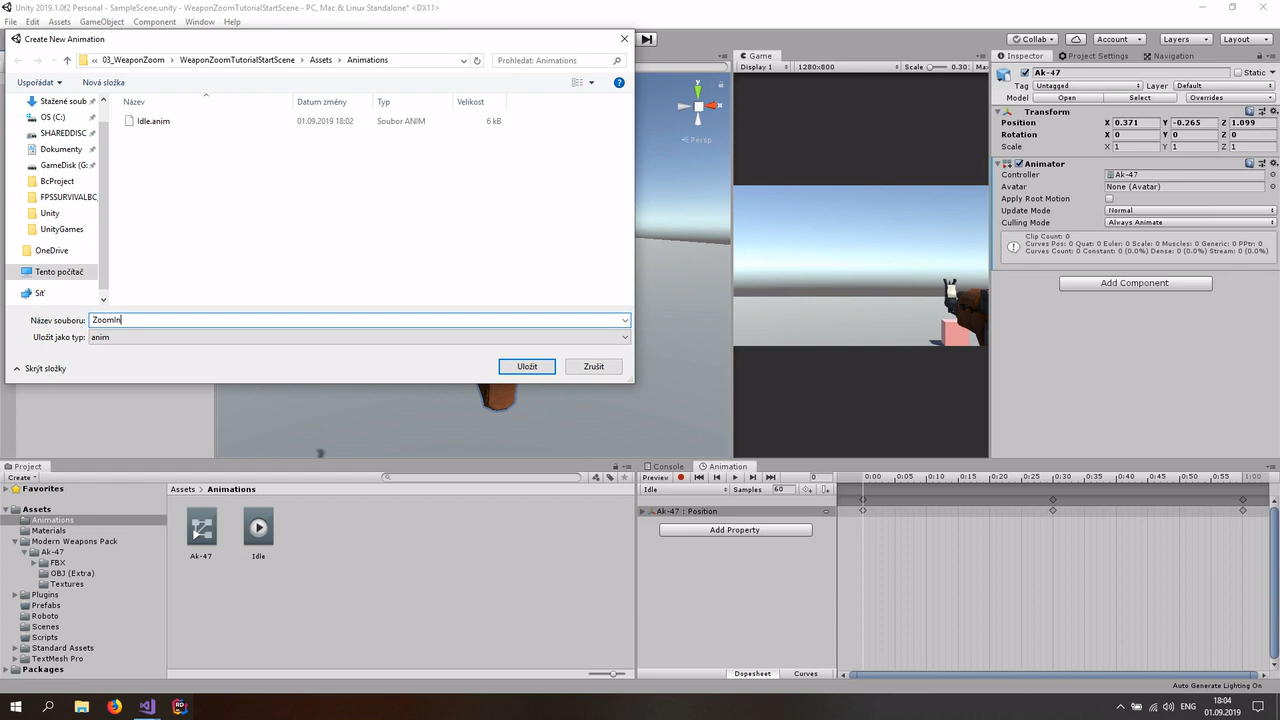 Unity 2019.1.0f2 Personal - SampleScene.unity - WeaponZoomTutorialStartScene - PC, Mac & Linux Standalone* <DX11>
File Edit Assets GameObject Component Window Help
Create New Animation
« 03_WeaponZoom > WeaponZoomTutorialStartScene > Assets > Animations
Prohledat: Animations
Uspořádat
Nová složka
Název Datum změny Typ Velikost
Idle.anim 01.09.2019 18:02 Soubor ANIM 6 kB
Stažené soub
OS (C:)
SHAREDDISC
Dokumenty
GameDisk (G:
BcProject
FPSSURVIVALBC_
Unity
UnityGames
OneDrive
Tento počítač
Síť
Název souboru: ZoomIn
Uložit jako typ: anim
Skrýt složky
Uložit
Zrušit
Collab
Account
Layers
Layout
y
x
Persp
Game
Display 1 1280x800 Scale 0.30
Inspector Project Settings Navigation
Ak-47 Static
Tag Untagged Layer Default
Model Open Select Overrides
Transform
Position X 0.371 Y -0.265 Z 1.099
Rotation X 0 Y 0 Z 0
Scale X 1 Y 1 Z 1
Animator
Controller Ak-47
Avatar None (Avatar)
Apply Root Motion
Update Mode Normal
Culling Mode Always Animate
Clip Count: 0
Curves Pos: 0 Quat: 0 Euler: 0 Scale: 0 Muscles: 0 Generic: 0 PPtr: 0
Curves Count: 0 Constant: 0 (0.0%) Dense: 0 (0.0%) Stream: 0 (0.0%)
Add Component
Project
Create
Favorites
Assets
Animations
Materials
Modern Weapons Pack
Ak-47
FBX
OBJ (Extra)
Textures
Plugins
Prefabs
Roboto
Scenes
Scripts
Standard Assets
TextMesh Pro
Packages
Assets > Animations
Ak-47
Idle
Console Animation
Preview 0
0:00 0:05 0:10 0:15 0:20 0:25 0:30 0:35 0:40 0:45 0:50 0:55 1:00
Idle Samples 60
Ak-47 : Position
Add Property
Dopesheet Curves
Auto Generate Lighting On
18:04
01.09.2019